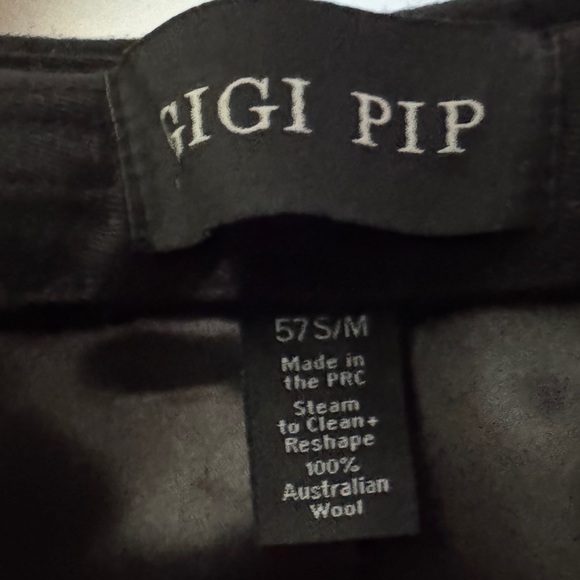 GIGI PIP
57 S/M
Made in
the PRC
Steam
to Clean+
Reshape
100%
Australian
Wool